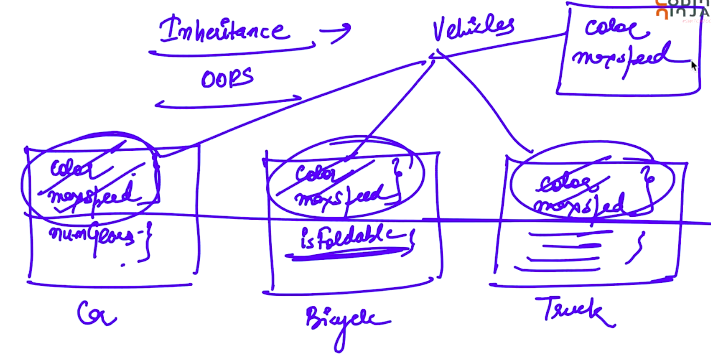 Inheritance → Vehicles
OOPS
color
maxspeed
color
maxspeed
numGears
Car
color
maxspeed
isFoldable
Bicycle
color
maxspeed
Truck